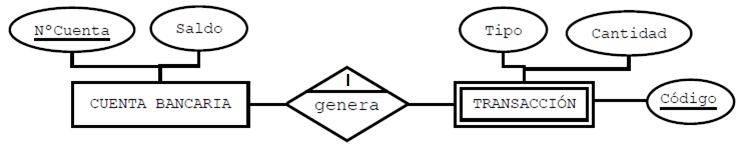 NºCuenta
Saldo
Tipo
Cantidad
I
CUENTA BANCARIA
genera
TRANSACCIÓN
Código